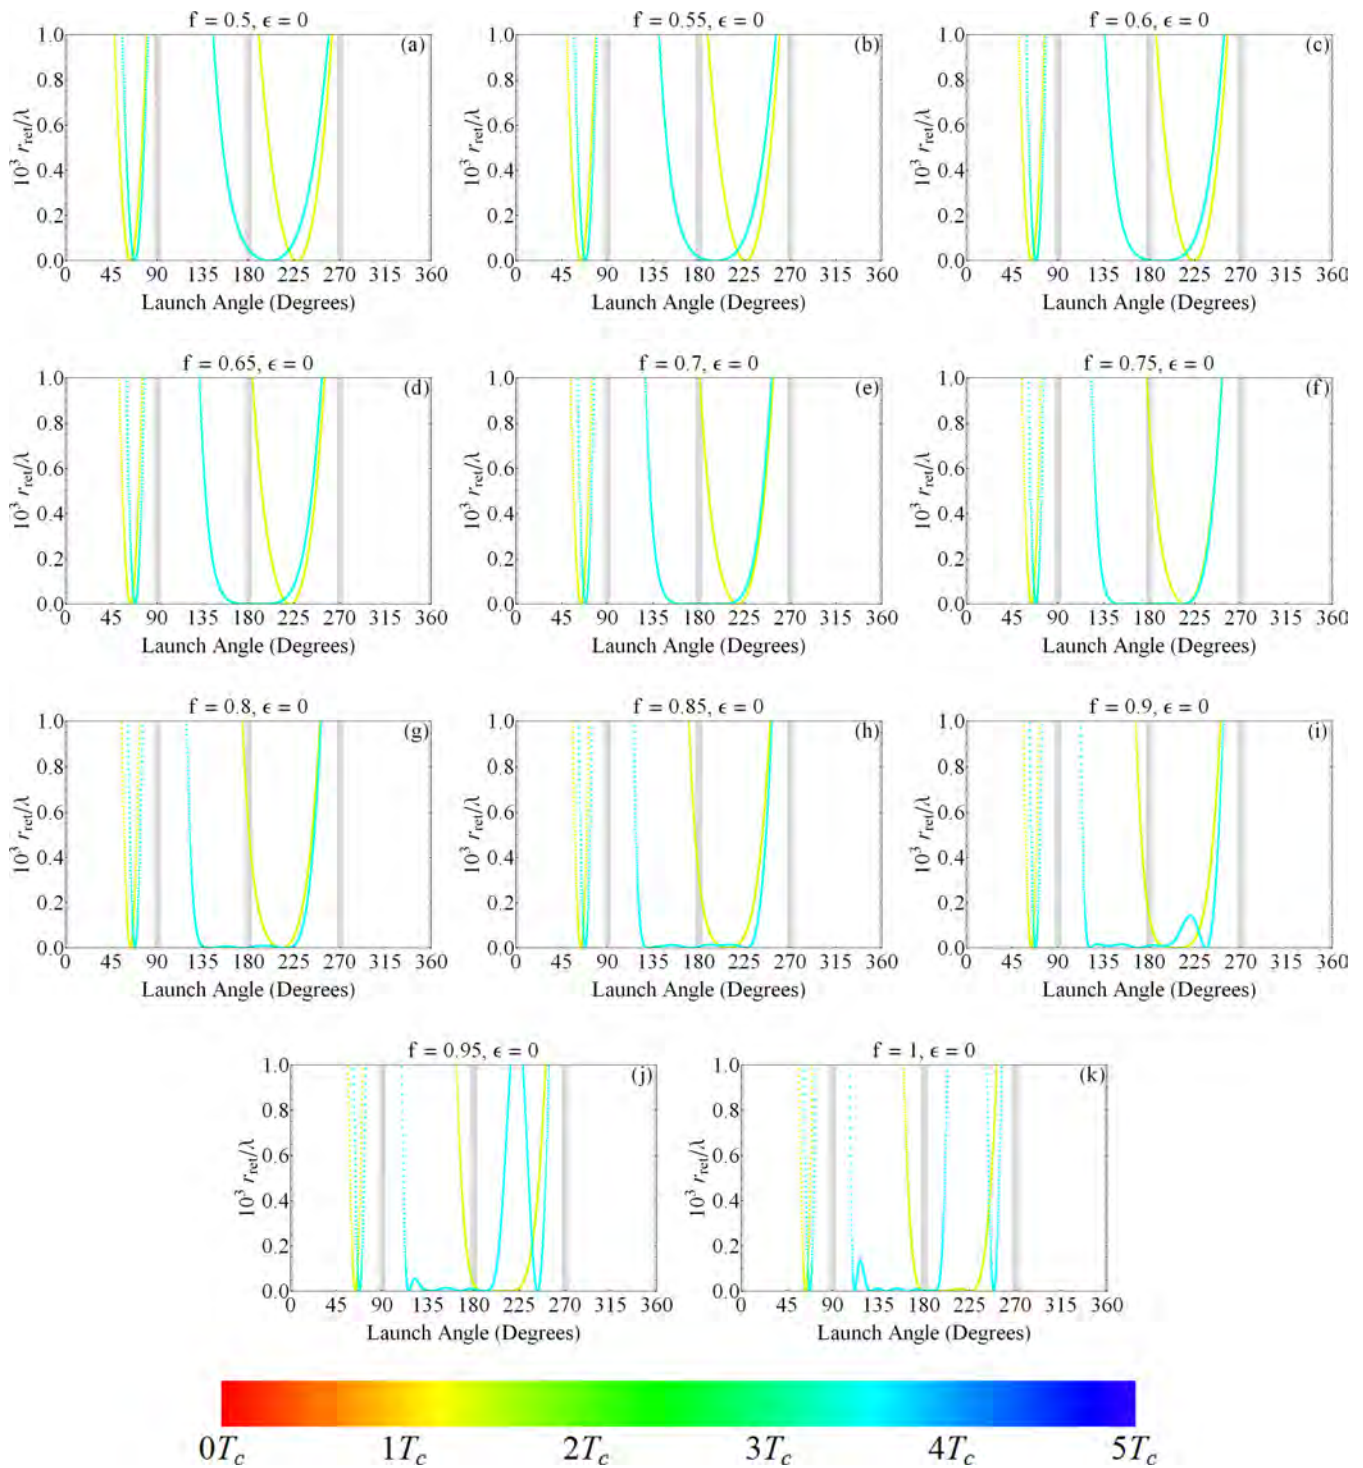 f = 0.5, ϵ = 0
(a)
10³ r_ret/λ
1.0
0.8
0.6
0.4
0.2
0.0
0 45 90 135 180 225 270 315 360
Launch Angle (Degrees)
f = 0.55, ϵ = 0
(b)
10³ r_ret/λ
1.0
0.8
0.6
0.4
0.2
0.0
0 45 90 135 180 225 270 315 360
Launch Angle (Degrees)
f = 0.6, ϵ = 0
(c)
10³ r_ret/λ
1.0
0.8
0.6
0.4
0.2
0.0
0 45 90 135 180 225 270 315 360
Launch Angle (Degrees)
f = 0.65, ϵ = 0
(d)
10³ r_ret/λ
1.0
0.8
0.6
0.4
0.2
0.0
0 45 90 135 180 225 270 315 360
Launch Angle (Degrees)
f = 0.7, ϵ = 0
(e)
10³ r_ret/λ
1.0
0.8
0.6
0.4
0.2
0.0
0 45 90 135 180 225 270 315 360
Launch Angle (Degrees)
f = 0.75, ϵ = 0
(f)
10³ r_ret/λ
1.0
0.8
0.6
0.4
0.2
0.0
0 45 90 135 180 225 270 315 360
Launch Angle (Degrees)
f = 0.8, ϵ = 0
(g)
10³ r_ret/λ
1.0
0.8
0.6
0.4
0.2
0.0
0 45 90 135 180 225 270 315 360
Launch Angle (Degrees)
f = 0.85, ϵ = 0
(h)
10³ r_ret/λ
1.0
0.8
0.6
0.4
0.2
0.0
0 45 90 135 180 225 270 315 360
Launch Angle (Degrees)
f = 0.9, ϵ = 0
(i)
10³ r_ret/λ
1.0
0.8
0.6
0.4
0.2
0.0
0 45 90 135 180 225 270 315 360
Launch Angle (Degrees)
f = 0.95, ϵ = 0
(j)
10³ r_ret/λ
1.0
0.8
0.6
0.4
0.2
0.0
0 45 90 135 180 225 270 315 360
Launch Angle (Degrees)
f = 1, ϵ = 0
(k)
10³ r_ret/λ
1.0
0.8
0.6
0.4
0.2
0.0
0 45 90 135 180 225 270 315 360
Launch Angle (Degrees)
0T_c 1T_c 2T_c 3T_c 4T_c 5T_c